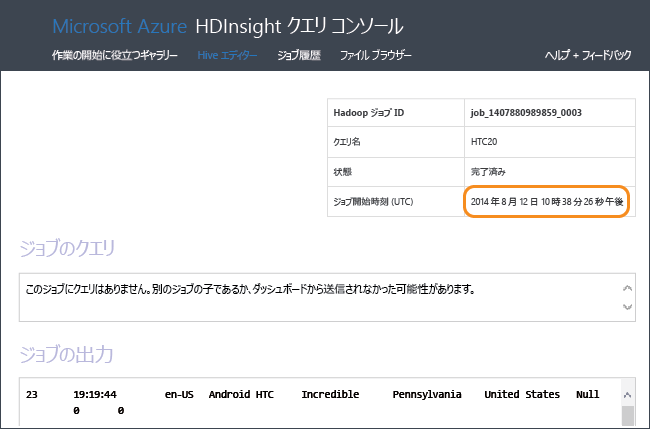 Microsoft Azure HDInsight クエリ コンソール
作業の開始に役立つギャラリー Hive エディター ジョブ履歴 ファイル ブラウザー ヘルプ + フィードバック
Hadoop ジョブ ID job_1407880989859_0003
クエリ名 HTC20
状態 完了済み
ジョブ開始時刻 (UTC) 2014 年 8 月 12 日 10 時 38 分 26 秒 午後
ジョブのクエリ
このジョブにクエリはありません。別のジョブの子であるか、ダッシュボードから送信されなかった可能性があります。
ジョブの出力
23 19:19:44 en-US Android HTC Incredible Pennsylvania United States Null
0 0